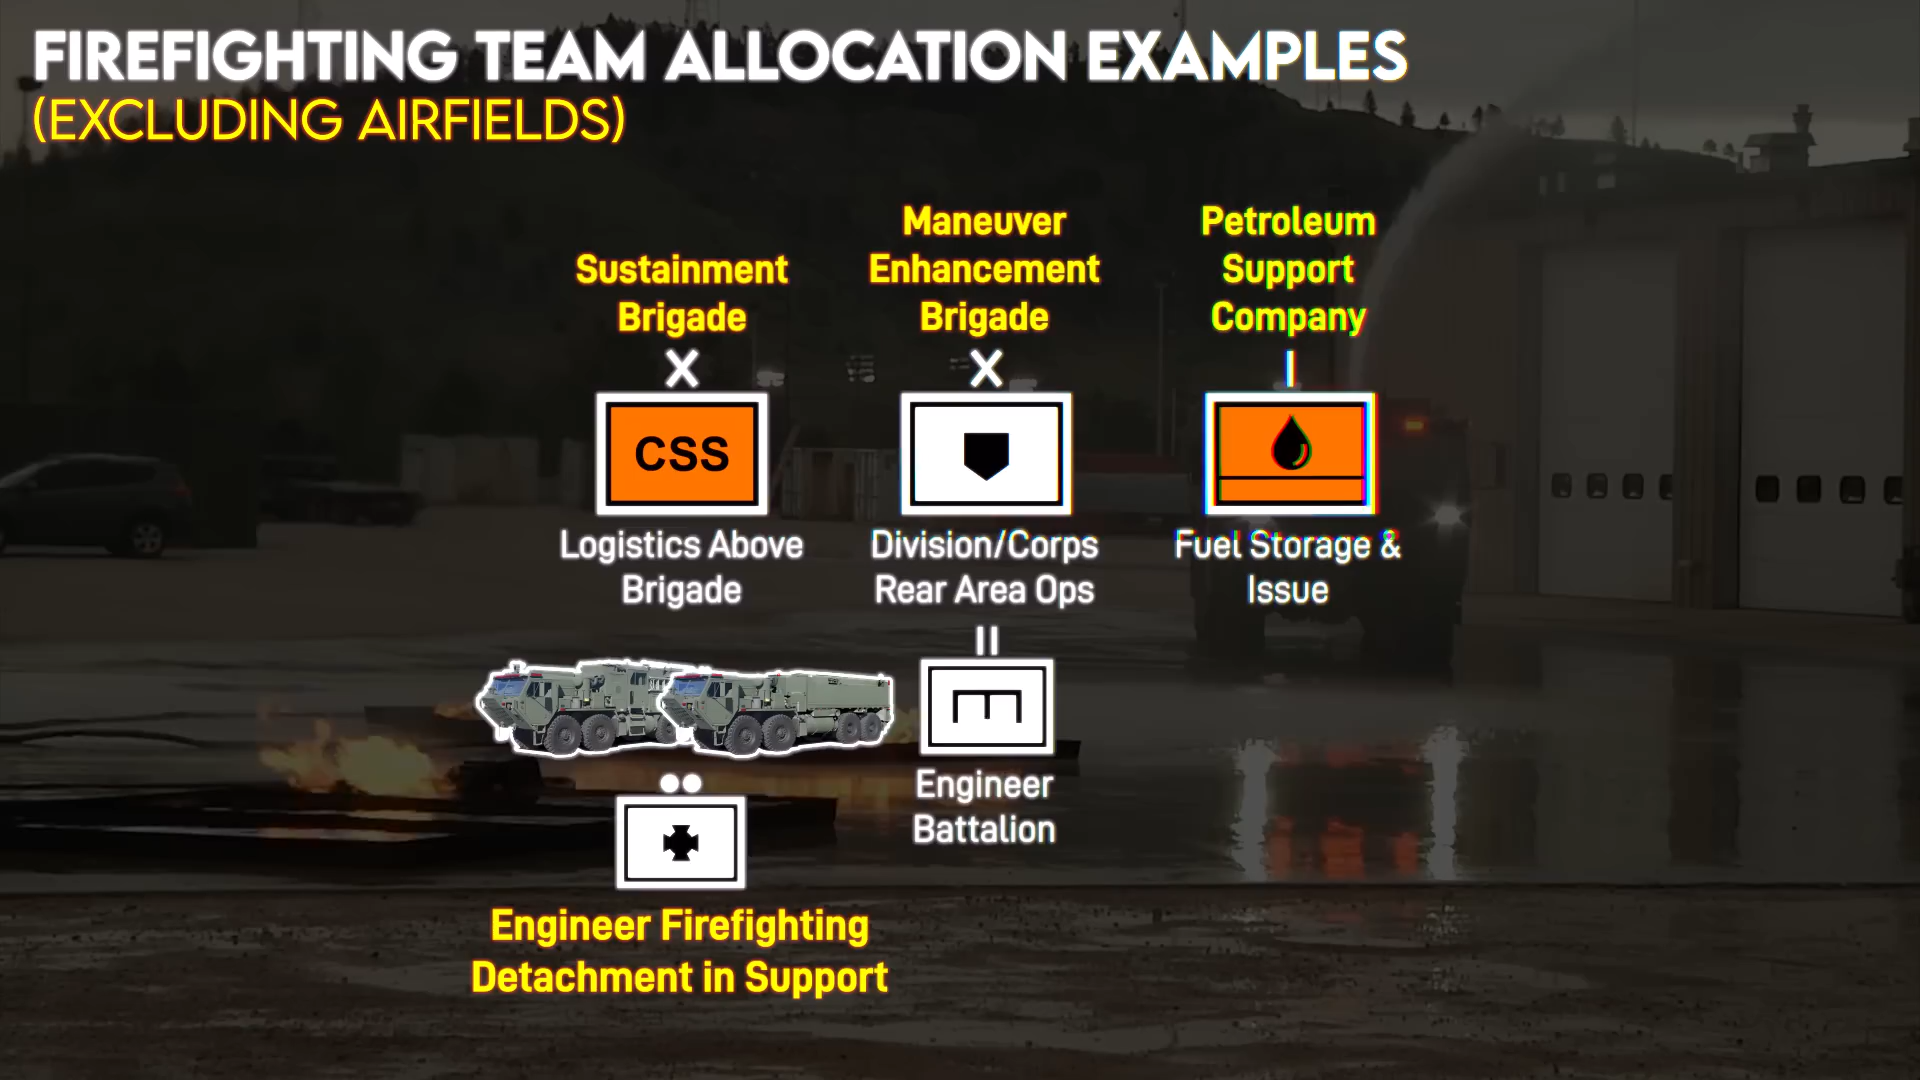 FIREFIGHTING TEAM ALLOCATION EXAMPLES
(EXCLUDING AIRFIELDS)
Sustainment
Brigade
X
CSS
Logistics Above
Brigade
Maneuver
Enhancement
Brigade
X
Division/Corps
Rear Area Ops
II
Engineer
Battalion
Petroleum
Support
Company
I
Fuel Storage &
Issue
Engineer Firefighting
Detachment in Support